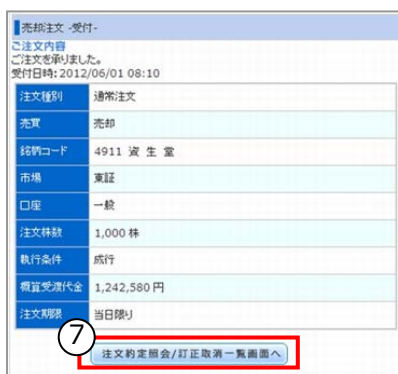 売却注文 -受付-
ご注文内容
ご注文を承りました。
受付日時:2012/06/01 08:10
注文種別 通常注文
売買 売却
銘柄コード 4911 資 生 堂
市場 東証
口座 一般
注文株数 1,000 株
執行条件 成行
概算受渡代金 1,242,580 円
注文期限 当日限り
7
注文約定照会/訂正取消一覧画面へ